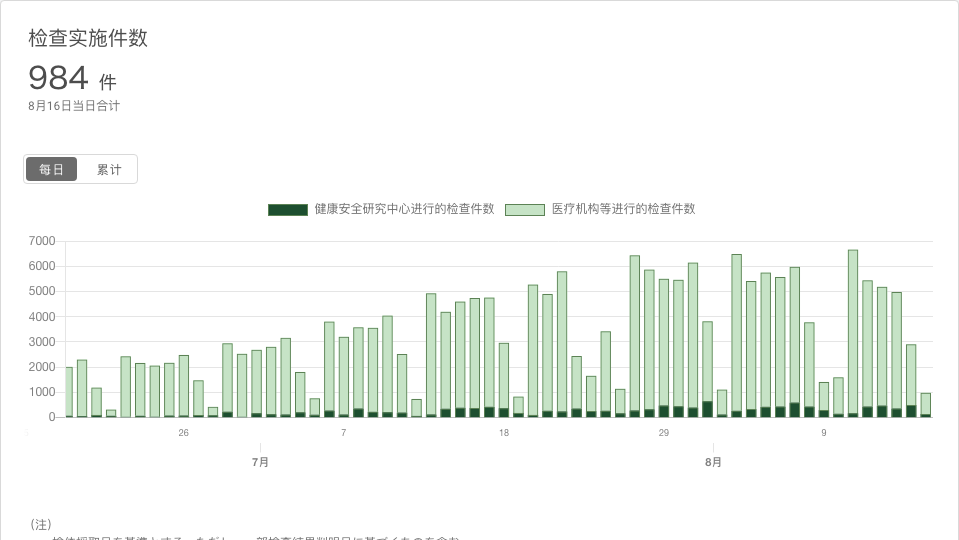 检查实施件数
984 件
8月16日当日合计
每日 累计
健康安全研究中心进行的检查件数 医疗机构等进行的检查件数
7000
6000
5000
4000
3000
2000
1000
0
26 7 18 29 9
7月 8月
（注）